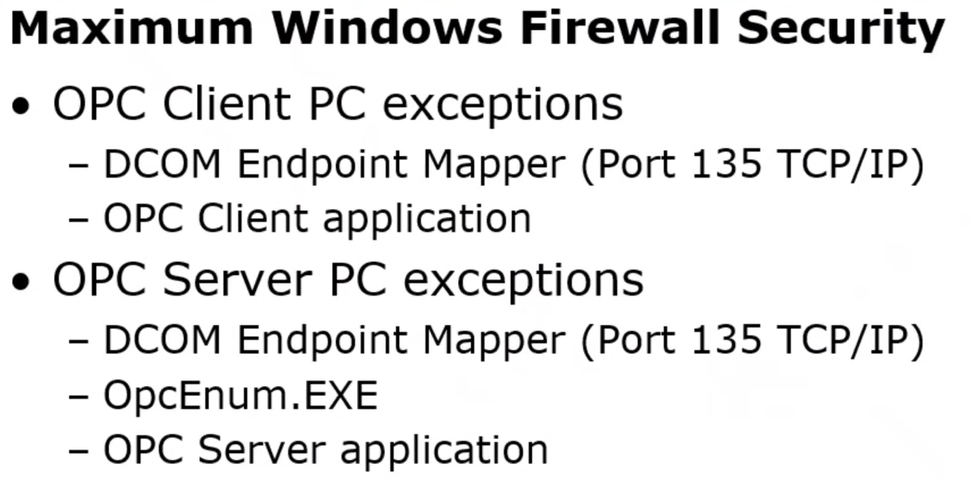 Maximum Windows Firewall Security
• OPC Client PC exceptions
– DCOM Endpoint Mapper (Port 135 TCP/IP)
– OPC Client application
• OPC Server PC exceptions
– DCOM Endpoint Mapper (Port 135 TCP/IP)
– OpcEnum.EXE
– OPC Server application